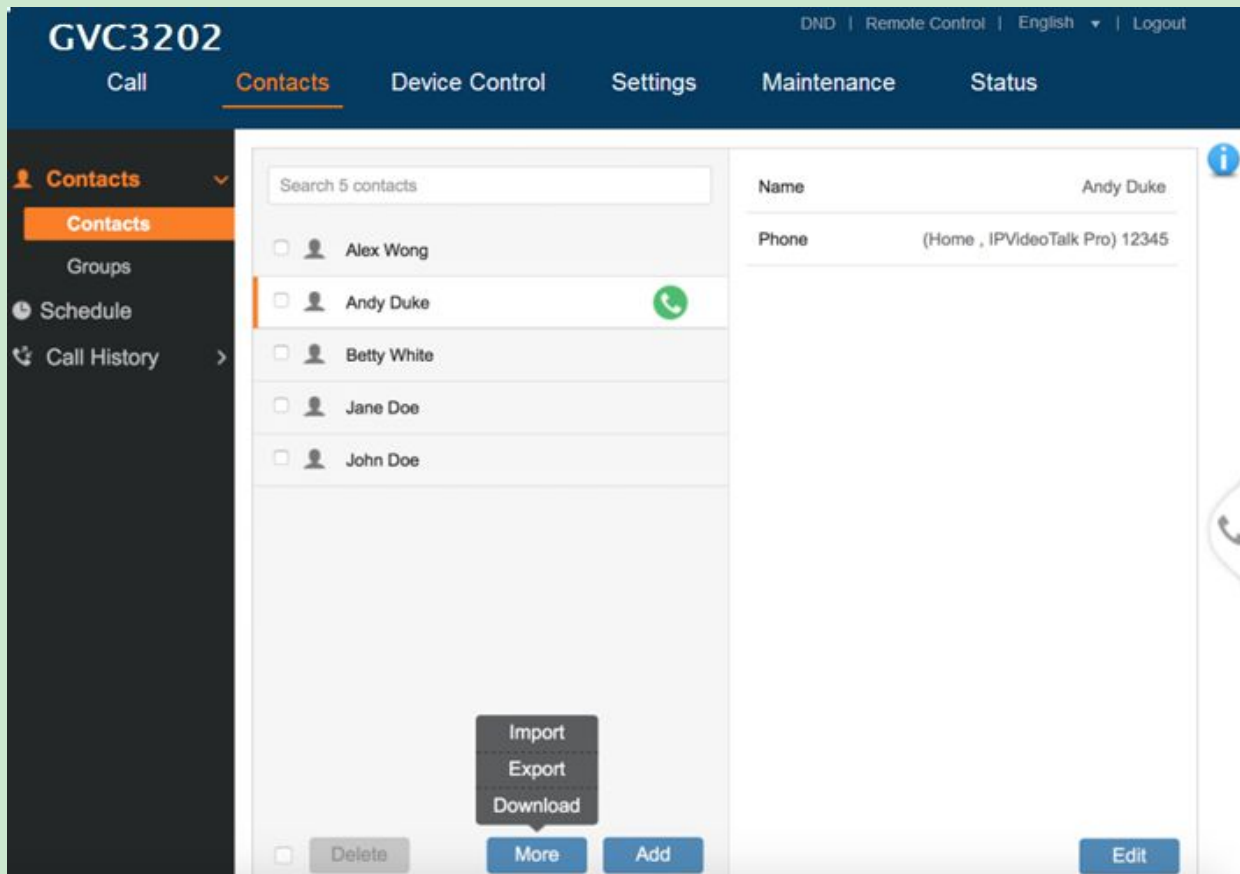 GVC3202
DND | Remote Control | English | Logout
Call Contacts Device Control Settings Maintenance Status
Contacts
Contacts
Groups
Schedule
Call History
Search 5 contacts
Alex Wong
Andy Duke
Betty White
Jane Doe
John Doe
Import
Export
Download
Delete More Add
Name Andy Duke
Phone (Home , IPVideoTalk Pro) 12345
Edit